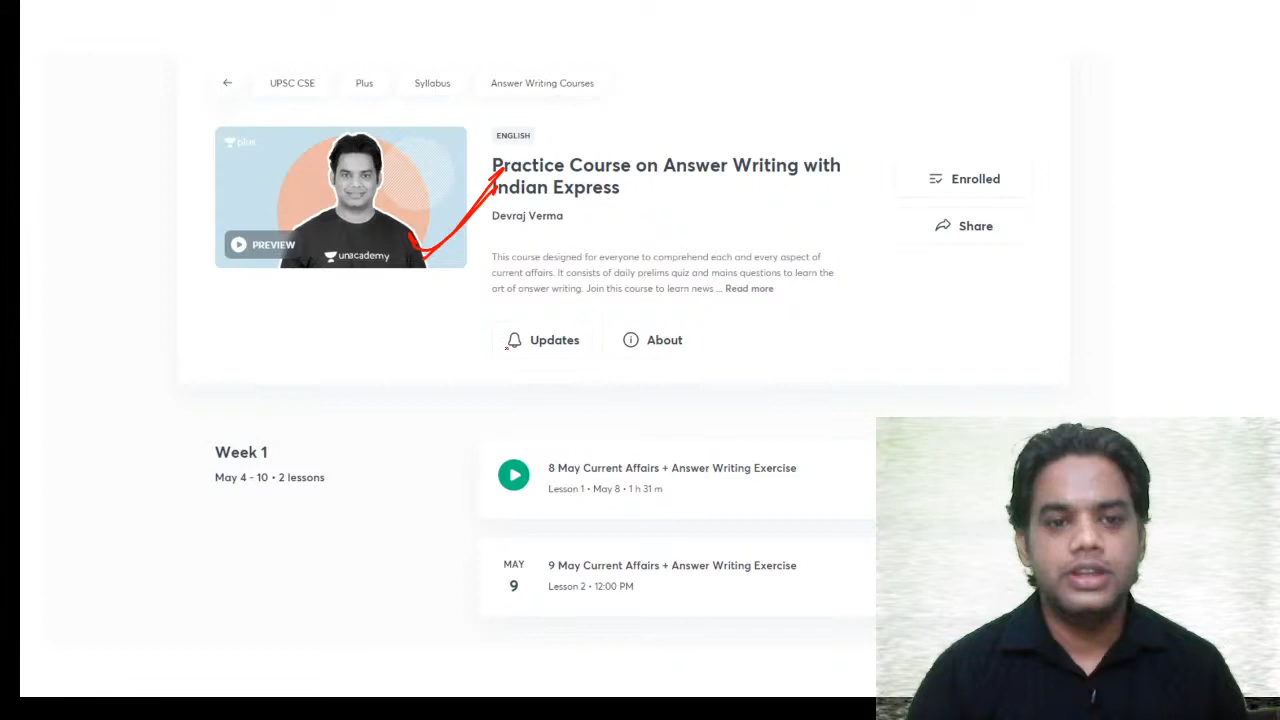 UPSC CSE Plus Syllabus Answer Writing Courses
plus
ENGLISH
Practice Course on Answer Writing with
Indian Express
Devraj Verma
Enrolled
Share
PREVIEW
unacademy
This course designed for everyone to comprehend each and every aspect of
current affairs. It consists of daily prelims quiz and mains questions to learn the
art of answer writing. Join this course to learn news ... Read more
Updates About
Week 1
May 4 - 10 • 2 lessons
8 May Current Affairs + Answer Writing Exercise
Lesson 1 • May 8 • 1 h 31 m
MAY
9
9 May Current Affairs + Answer Writing Exercise
Lesson 2 • 12:00 PM